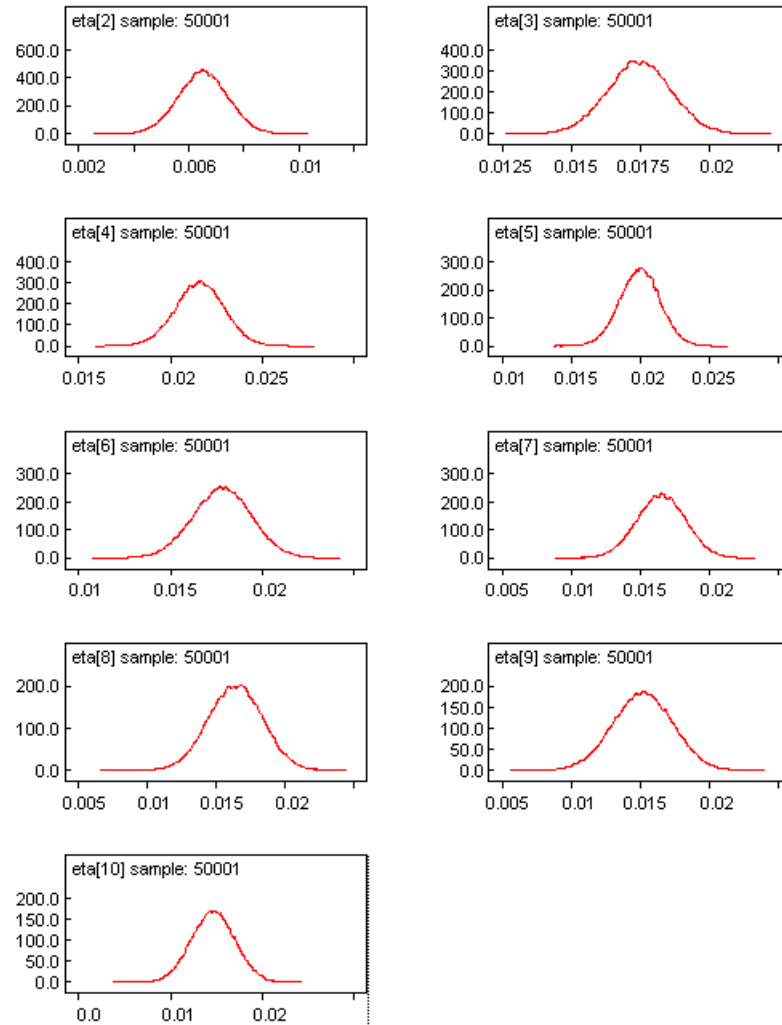 eta[2] sample: 50001
600.0
400.0
200.0
0.0
0.002 0.006 0.01
eta[3] sample: 50001
400.0
300.0
200.0
100.0
0.0
0.0125 0.015 0.0175 0.02
eta[4] sample: 50001
400.0
300.0
200.0
100.0
0.0
0.015 0.02 0.025
eta[5] sample: 50001
300.0
200.0
100.0
0.0
0.01 0.015 0.02 0.025
eta[6] sample: 50001
300.0
200.0
100.0
0.0
0.01 0.015 0.02
eta[7] sample: 50001
300.0
200.0
100.0
0.0
0.005 0.01 0.015 0.02
eta[8] sample: 50001
200.0
100.0
0.0
0.005 0.01 0.015 0.02
eta[9] sample: 50001
200.0
150.0
100.0
50.0
0.0
0.005 0.01 0.015 0.02
eta[10] sample: 50001
200.0
150.0
100.0
50.0
0.0
0.0 0.01 0.02